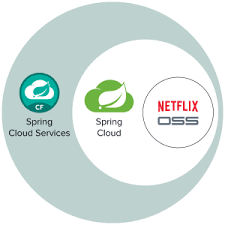 CF
Spring
Cloud Services
Spring
Cloud
NETFLIX
OSS